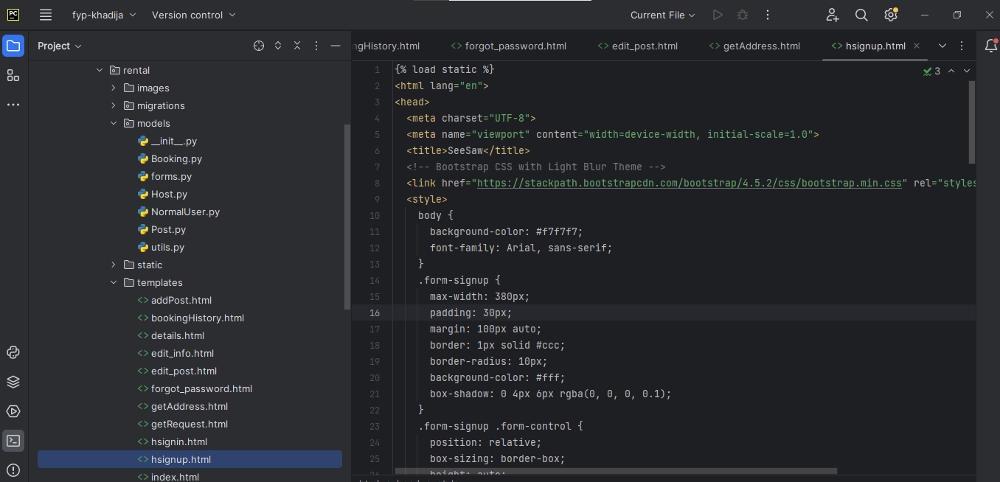 PC fyp-khadija Version control Current File
Project
rental
images
migrations
models
__init__.py
Booking.py
forms.py
Host.py
NormalUser.py
Post.py
utils.py
static
templates
addPost.html
bookingHistory.html
details.html
edit_info.html
edit_post.html
forgot_password.html
getAddress.html
getRequest.html
hsignin.html
hsignup.html
index.html
ngHistory.html <> forgot_password.html <> edit_post.html <> getAddress.html <> hsignup.html
3
1 {% load static %}
2 <html lang="en">
3 <head>
4 <meta charset="UTF-8">
5 <meta name="viewport" content="width=device-width, initial-scale=1.0">
6 <title>SeeSaw</title>
7 <!-- Bootstrap CSS with Light Blur Theme -->
8 <link href="https://stackpath.bootstrapcdn.com/bootstrap/4.5.2/css/bootstrap.min.css" rel="styles
9 <style>
10 body {
11 background-color: #f7f7f7;
12 font-family: Arial, sans-serif;
13 }
14 .form-signup {
15 max-width: 380px;
16 padding: 30px;
17 margin: 100px auto;
18 border: 1px solid #ccc;
19 border-radius: 10px;
20 background-color: #fff;
21 box-shadow: 0 4px 6px rgba(0, 0, 0, 0.1);
22 }
23 .form-signup .form-control {
24 position: relative;
25 box-sizing: border-box;
26 height: auto;